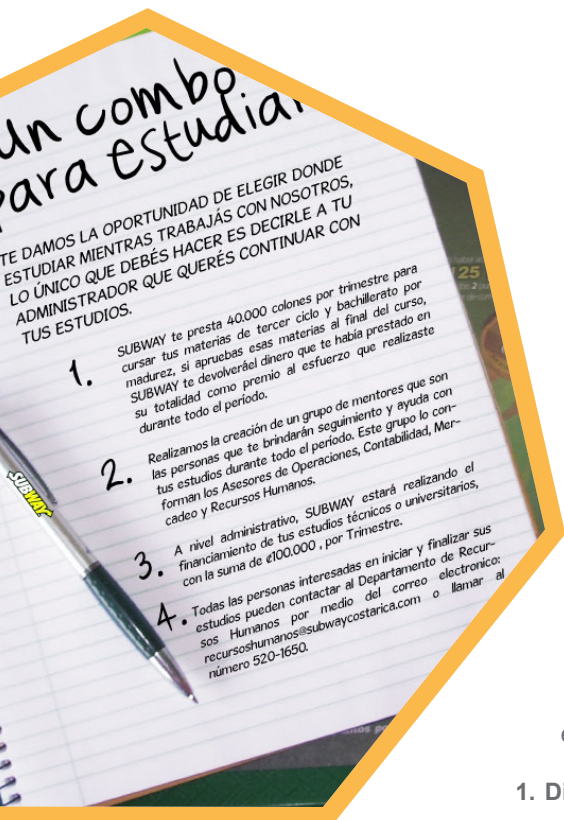 un combo
para estudiar
TE DAMOS LA OPORTUNIDAD DE ELEGIR DONDE
ESTUDIAR MIENTRAS TRABAJÁS CON NOSOTROS,
LO ÚNICO QUE DEBÉS HACER ES DECIRLE A TU
ADMINISTRADOR QUE QUERÉS CONTINUAR CON
TUS ESTUDIOS.
1. SUBWAY te presta 40.000 colones por trimestre para
cursar tus materias de tercer ciclo y bachillerato por
madurez, si apruebas esas materias al final del curso,
SUBWAY te devolveráel dinero que te había prestado en
su totalidad como premio al esfuerzo que realizaste
durante todo el período.
2. Realizamos la creación de un grupo de mentores que son
las personas que te brindarán seguimiento y ayuda con
tus estudios durante todo el período. Este grupo lo con-
forman los Asesores de Operaciones, Contabilidad, Mer-
cadeo y Recursos Humanos.
3. A nivel administrativo, SUBWAY estará realizando el
financiamiento de tus estudios técnicos o universitarios,
con la suma de ¢100.000 , por Trimestre.
4. Todas las personas interesadas en iniciar y finalizar sus
estudios pueden contactar al Departamento de Recur-
sos Humanos por medio del correo electronico:
recursoshumanos@subwaycostarica.com o llamar al
número 520-1650.
SUBWAY
25
1. Di